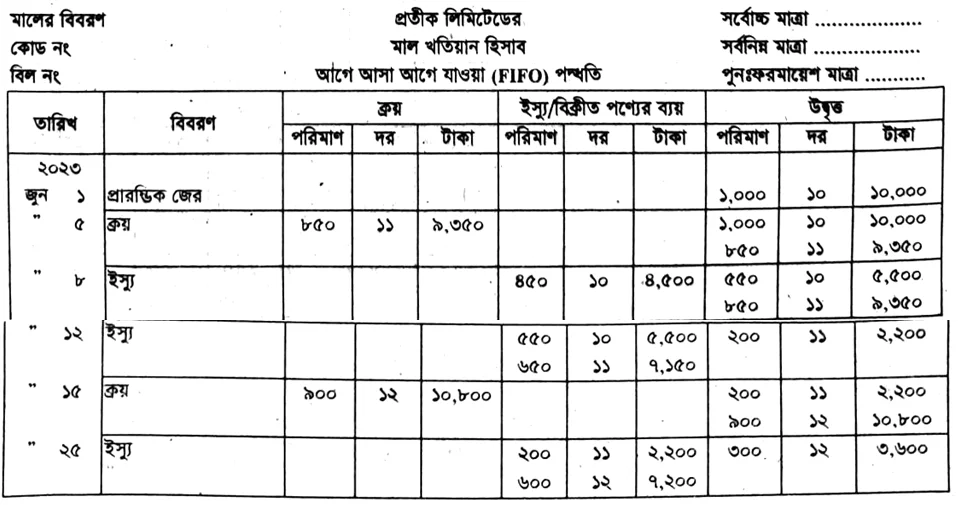 মালের বিবরণ প্রতীক লিমিটেডের সর্বোচ্চ মাত্রা ..................
কোড নং মাল খতিয়ান হিসাব সর্বনিম্ন মাত্রা ..................
বিল নং আগে আসা আগে যাওয়া (FIFO) পদ্ধতি পুনঃফরমায়েশ মাত্রা ...........
তারিখ বিবরণ ক্রয় ইস্যু/বিক্রীত পণ্যের ব্যয় উদ্বৃত্ত
পরিমাণ দর টাকা পরিমাণ দর টাকা পরিমাণ দর টাকা
২০২৩
জুন ১ প্রারম্ভিক জের ১,০০০ ১০ ১০,০০০
" ৫ ক্রয় ৮৫০ ১১ ৯,৩৫০ ১,০০০ ১০ ১০,০০০
৮৫০ ১১ ৯,৩৫০
" ৮ ইস্যু ৪৫০ ১০ ৪,৫০০ ৫৫০ ১০ ৫,৫০০
৮৫০ ১১ ৯,৩৫০
" ১২ ইস্যু ৫৫০ ১০ ৫,৫০০ ২০০ ১১ ২,২০০
৬৫০ ১১ ৭,১৫০
" ১৫ ক্রয় ৯০০ ১২ ১০,৮০০ ২০০ ১১ ২,২০০
৯০০ ১২ ১০,৮০০
" ২৫ ইস্যু ২০০ ১১ ২,২০০ ৩০০ ১২ ৩,৬০০
৬০০ ১২ ৭,২০০